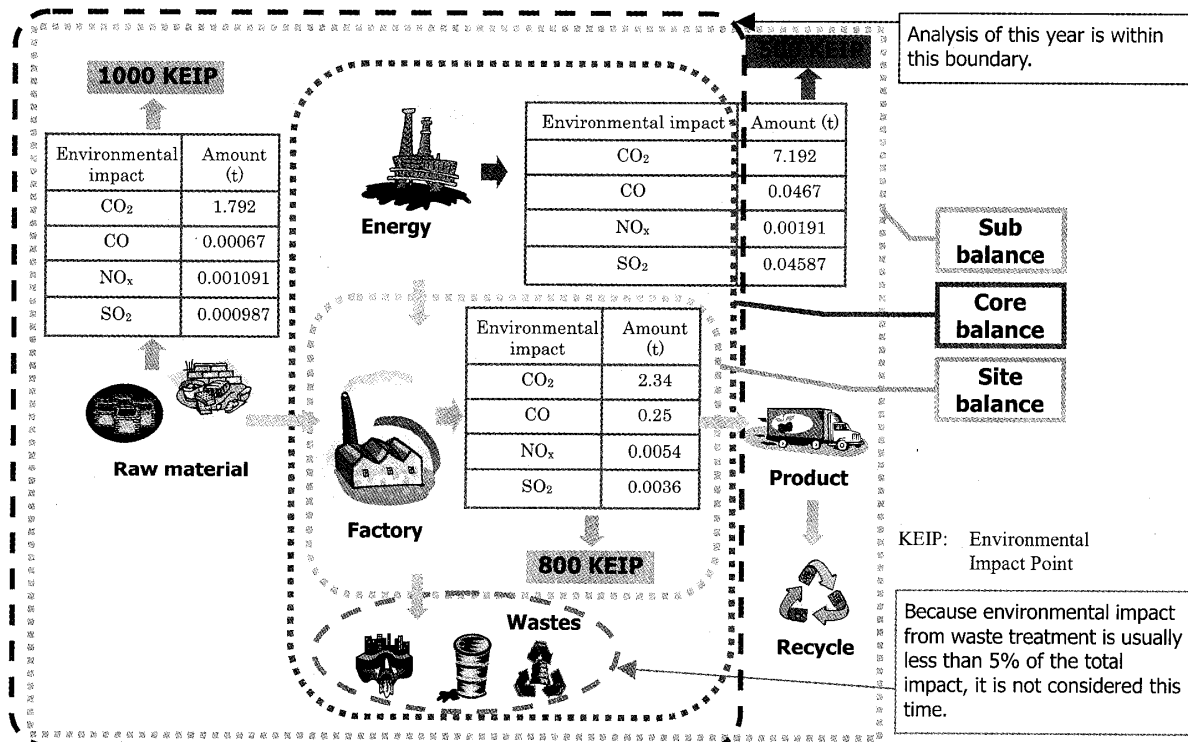 Analysis of this year is within
this boundary.
1000 KEIP
500 KEIP
Environmental impact	Amount (t)
CO₂	7.192
CO	0.0467
NOₓ	0.00191
SO₂	0.04587
Environmental
impact	Amount
(t)
CO₂	1.792
CO	0.00067
NOₓ	0.001091
SO₂	0.000987
Energy
Sub
balance
Core
balance
Site
balance
Environmental
impact	Amount
(t)
CO₂	2.34
CO	0.25
NOₓ	0.0054
SO₂	0.0036
Raw material
Factory
Product
800 KEIP
KEIP: Environmental
Impact Point
Wastes
Recycle
Because environmental impact
from waste treatment is usually
less than 5% of the total
impact, it is not considered this
time.